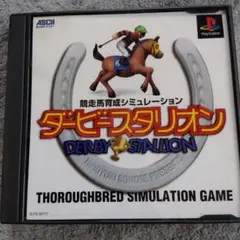 ASCII
PlayStation
競走馬育成シミュレーション
ダービースタリオン
DERBY STALLION
THOROUGHBRED SIMULATION GAME